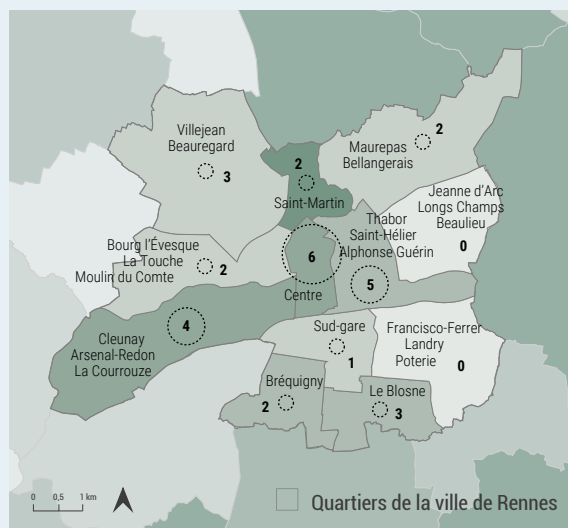 Villejean
Beauregard
3
2
Saint-Martin
2
Maurepas
Bellangerais
Jeanne d'Arc
Longs Champs
Beaulieu
0
Thabor
Saint-Hélier
Alphonse Guérin
5
Bourg l'Évesque
La Touche
Moulin du Comte
2
6
Centre
4
Cleunay
Arsenal-Redon
La Courrouze
Sud-gare
1
Francisco-Ferrer
Landry
Poterie
0
Bréquigny
2
Le Blosne
3
0 0,5 1 km
Quartiers de la ville de Rennes